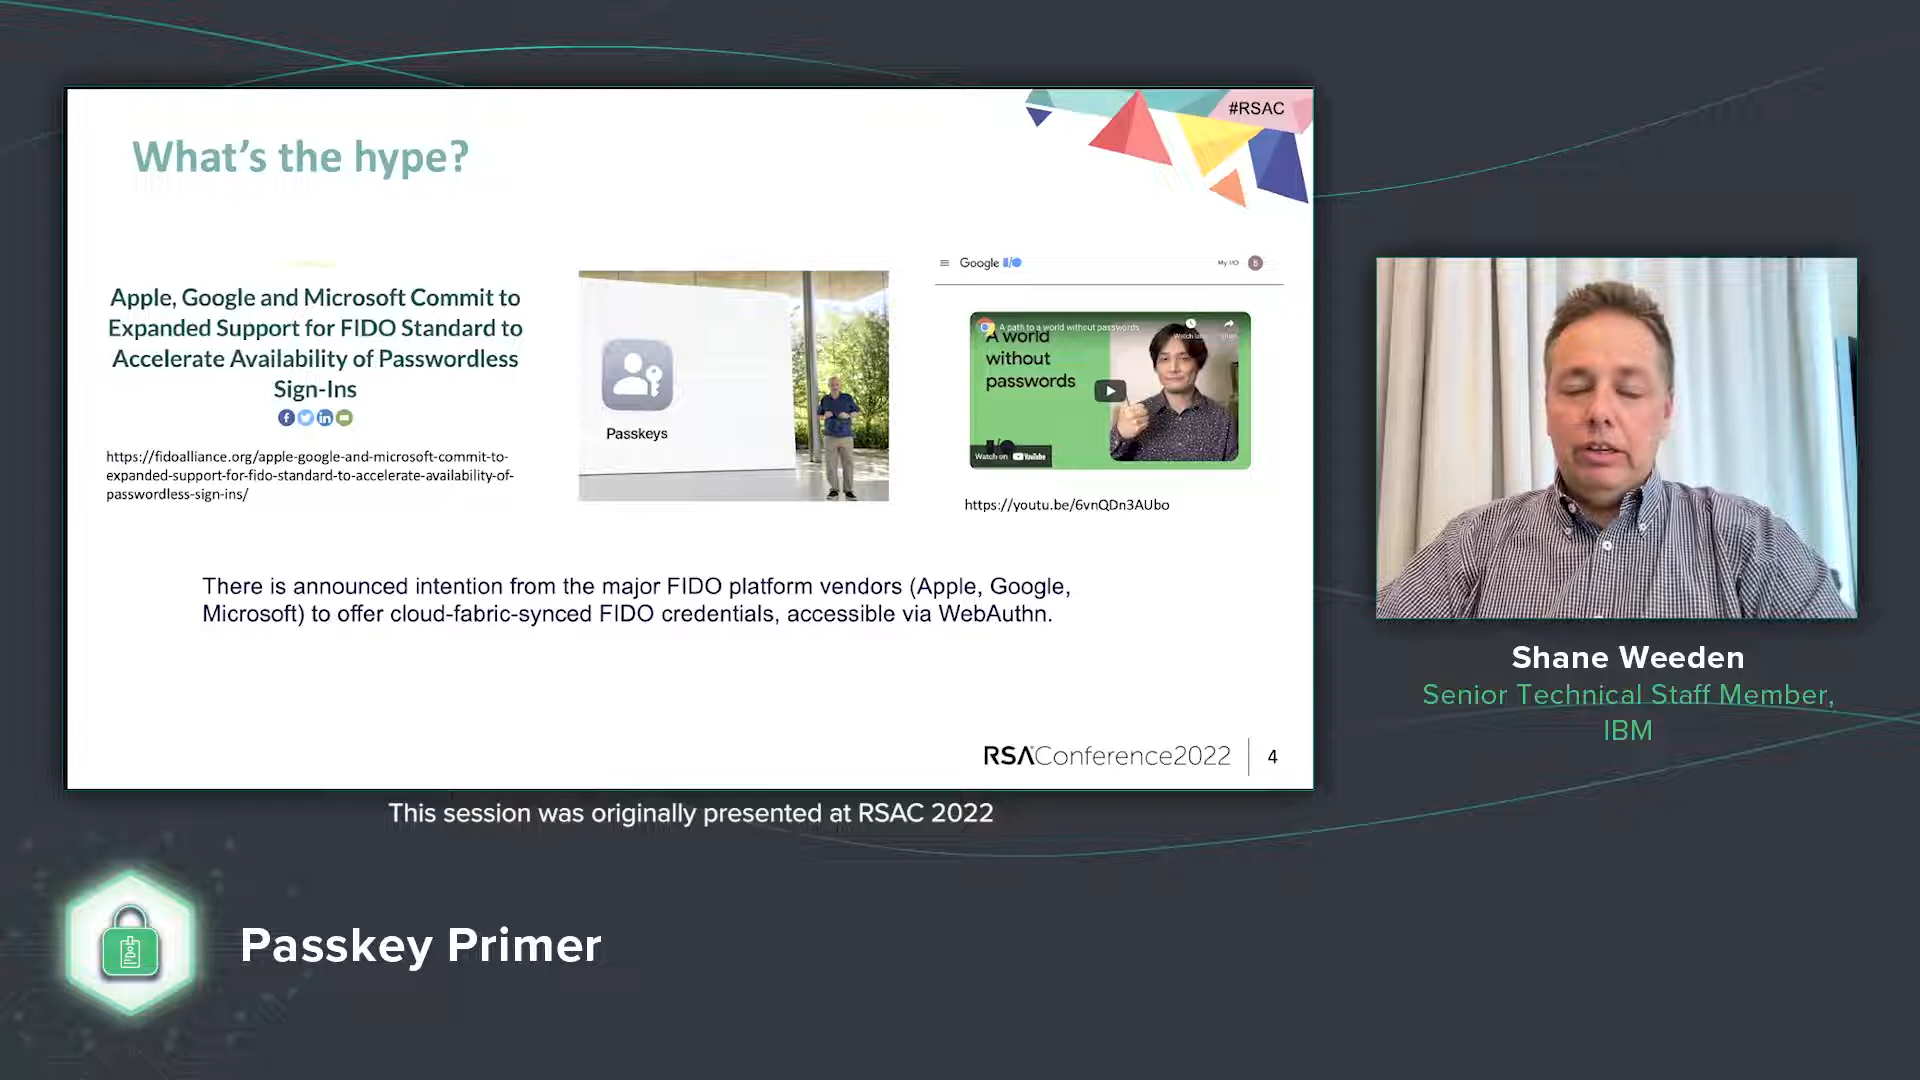 #RSAC
What's the hype?
Apple, Google and Microsoft Commit to
Expanded Support for FIDO Standard to
Accelerate Availability of Passwordless
Sign-Ins
https://fidoalliance.org/apple-google-and-microsoft-commit-to-
expanded-support-for-fido-standard-to-accelerate-availability-of-
passwordless-sign-ins/
Passkeys
Google I/O
My I/O
S
A path to a world without passwords
Watch later
Share
A world
without
passwords
I/O
Watch on YouTube
https://youtu.be/6vnQDn3AUbo
There is announced intention from the major FIDO platform vendors (Apple, Google,
Microsoft) to offer cloud-fabric-synced FIDO credentials, accessible via WebAuthn.
RSAConference2022
4
Shane Weeden
Senior Technical Staff Member,
IBM
This session was originally presented at RSAC 2022
Passkey Primer